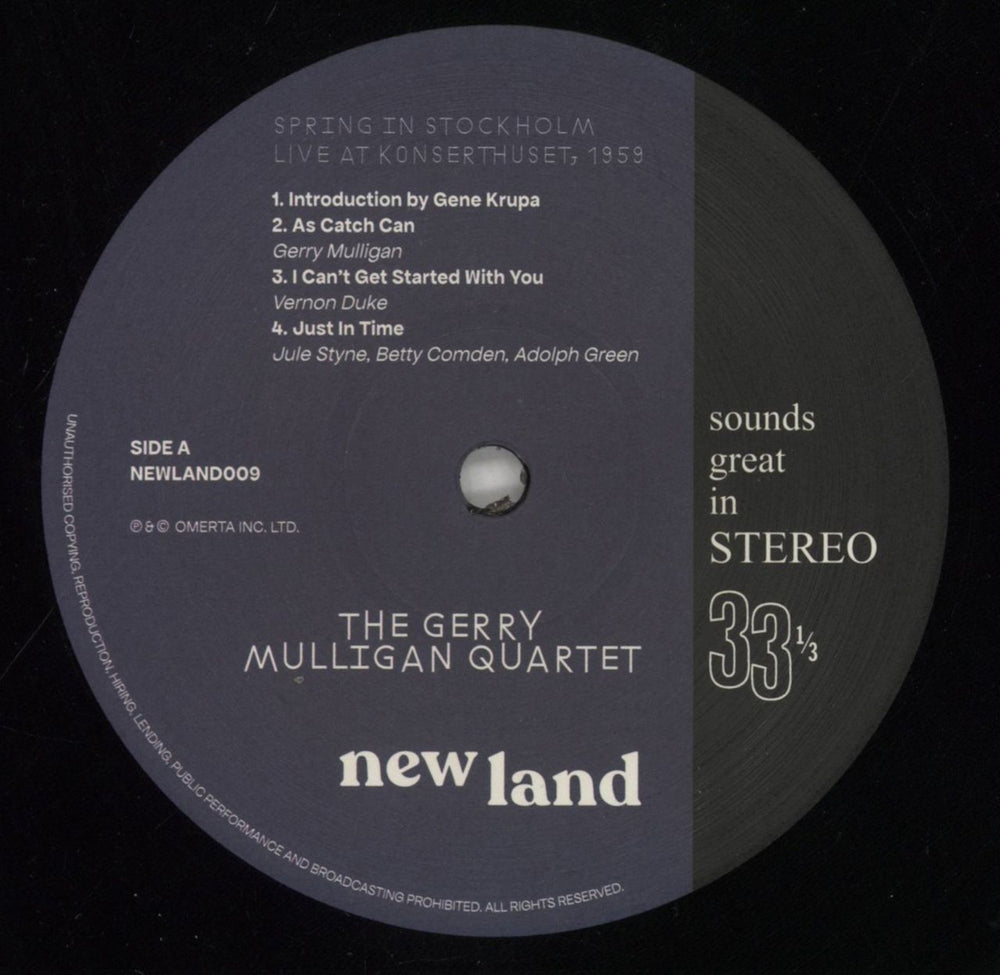 SPRING IN STOCKHOLM
LIVE AT KONSERTHUSET, 1959
1. Introduction by Gene Krupa
2. As Catch Can
Gerry Mulligan
3. I Can't Get Started With You
Vernon Duke
4. Just In Time
Jule Styne, Betty Comden, Adolph Green
SIDE A
NEWLAND009
℗ & © OMERTA INC. LTD.
THE GERRY
MULLIGAN QUARTET
new land
sounds
great
in
STEREO
33 1/3
UNAUTHORISED COPYING, REPRODUCTION, HIRING, LENDING, PUBLIC PERFORMANCE AND BROADCASTING PROHIBITED. ALL RIGHTS RESERVED.